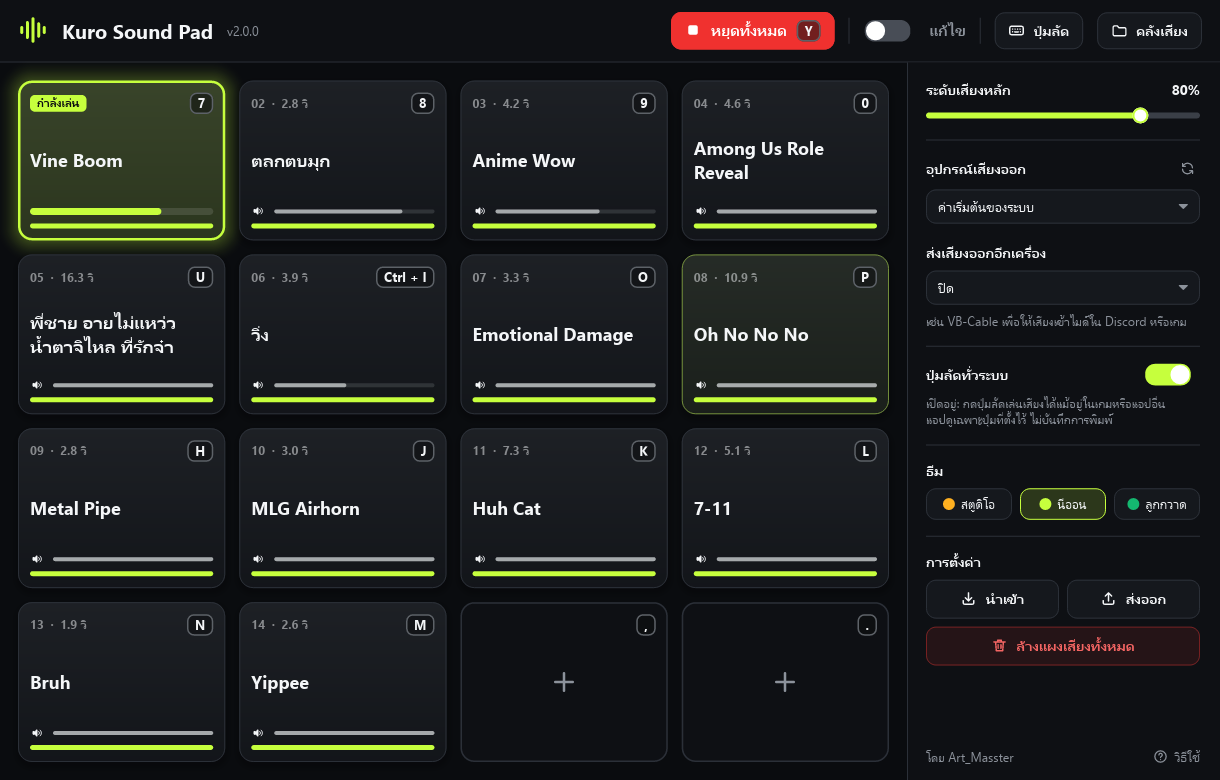 Kuro Sound Pad v2.0.0
หยุดทั้งหมด Y
แก้ไข
ปุ่มลัด
คลังเสียง
กำลังเล่น 7
Vine Boom
02 · 2.8 วิ 8
ตลกตบมุก
03 · 4.2 วิ 9
Anime Wow
04 · 4.6 วิ 0
Among Us Role
Reveal
05 · 16.3 วิ U
พี่ชาย อายไม่แหว่ว
น้ำตาจิไหล ที่รักจ๋า
06 · 3.9 วิ Ctrl + I
วิ่ง
07 · 3.3 วิ O
Emotional Damage
08 · 10.9 วิ P
Oh No No No
09 · 2.8 วิ H
Metal Pipe
10 · 3.0 วิ J
MLG Airhorn
11 · 7.3 วิ K
Huh Cat
12 · 5.1 วิ L
7-11
13 · 1.9 วิ N
Bruh
14 · 2.6 วิ M
Yippee
,
.
ระดับเสียงหลัก 80%
อุปกรณ์เสียงออก
ค่าเริ่มต้นของระบบ
ส่งเสียงออกอีกเครื่อง
ปิด
เช่น VB-Cable เพื่อให้เสียงเข้าไมค์ใน Discord หรือเกม
ปุ่มลัดทั่วระบบ
เปิดอยู่: กดปุ่มลัดเล่นเสียงได้แม้อยู่ในเกมหรือแอปอื่น
แอปดูเฉพาะปุ่มที่ตั้งไว้ ไม่บันทึกการพิมพ์
ธีม
สตูดิโอ
นีออน
ลูกกวาด
การตั้งค่า
นำเข้า
ส่งออก
ล้างแผงเสียงทั้งหมด
โดย Art_Masster
วิธีใช้